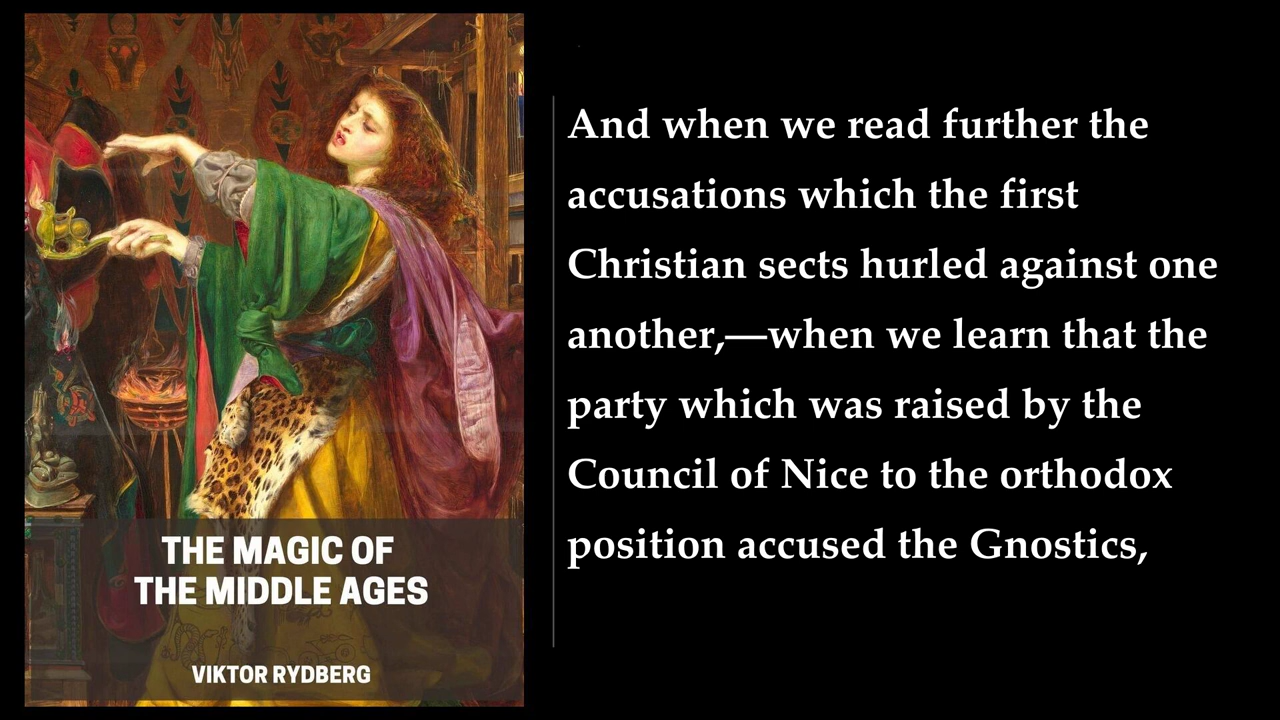 THE MAGIC OF
THE MIDDLE AGES
VIKTOR RYDBERG
And when we read further the
accusations which the first
Christian sects hurled against one
another,—when we learn that the
party which was raised by the
Council of Nice to the orthodox
position accused the Gnostics,